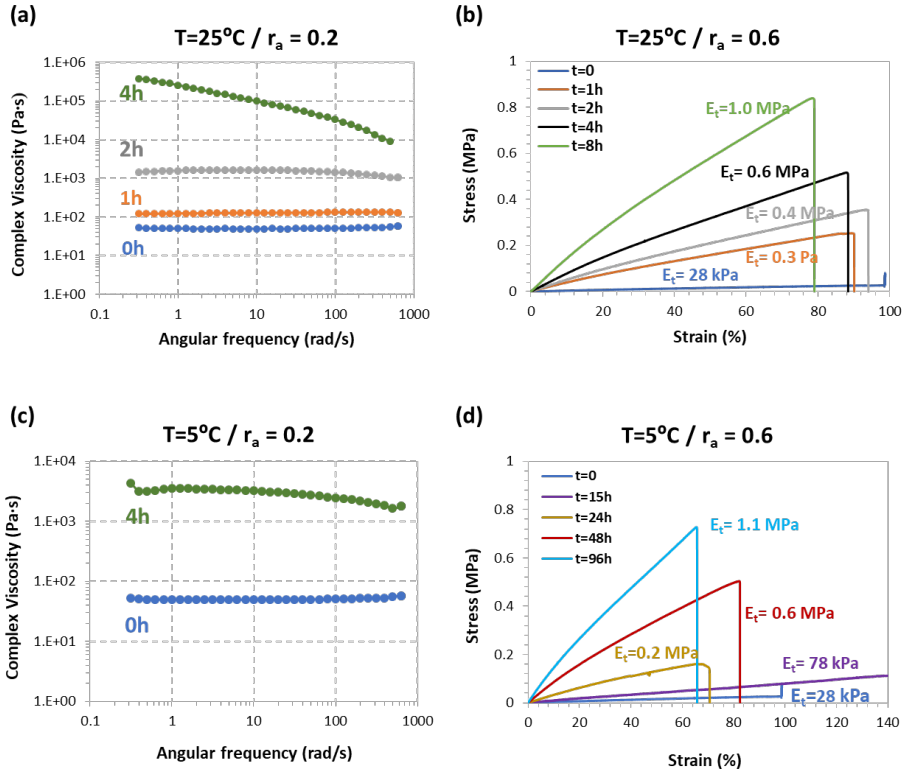 (a)
T=25°C / ra = 0.2
Complex Viscosity (Pa·s)
1.E+06
1.E+05
1.E+04
1.E+03
1.E+02
1.E+01
1.E+00
4h
2h
1h
0h
0.1 1 10 100 1000
Angular frequency (rad/s)
(b)
T=25°C / ra = 0.6
Stress (MPa)
1
0.8
0.6
0.4
0.2
0
t=0
t=1h
t=2h
t=4h
t=8h
Et=1.0 MPa
Et= 0.6 MPa
Et= 0.4 MPa
Et= 0.3 Pa
Et= 28 kPa
0 20 40 60 80 100
Strain (%)
(c)
T=5°C / ra = 0.2
Complex Viscosity (Pa·s)
1.E+04
1.E+03
1.E+02
1.E+01
1.E+00
4h
0h
0.1 1 10 100 1000
Angular frequency (rad/s)
(d)
T=5°C / ra = 0.6
Stress (MPa)
1
0.8
0.6
0.4
0.2
0
t=0
t=15h
t=24h
t=48h
t=96h
Et= 1.1 MPa
Et= 0.6 MPa
Et=0.2 MPa
Et= 78 kPa
Et=28 kPa
0 20 40 60 80 100 120 140
Strain (%)